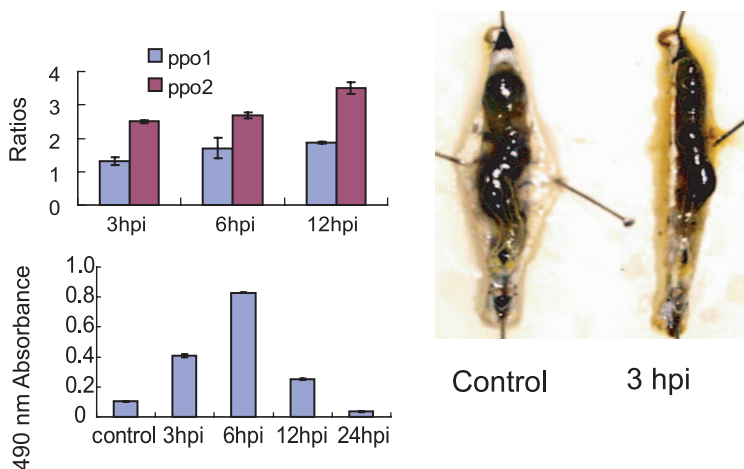 ppo1
ppo2
4
3
2
1
0
Ratios
3hpi 6hpi 12hpi
1.0
0.8
0.6
0.4
0.2
0
490 nm Absorbance
control 3hpi 6hpi 12hpi 24hpi
Control 3 hpi